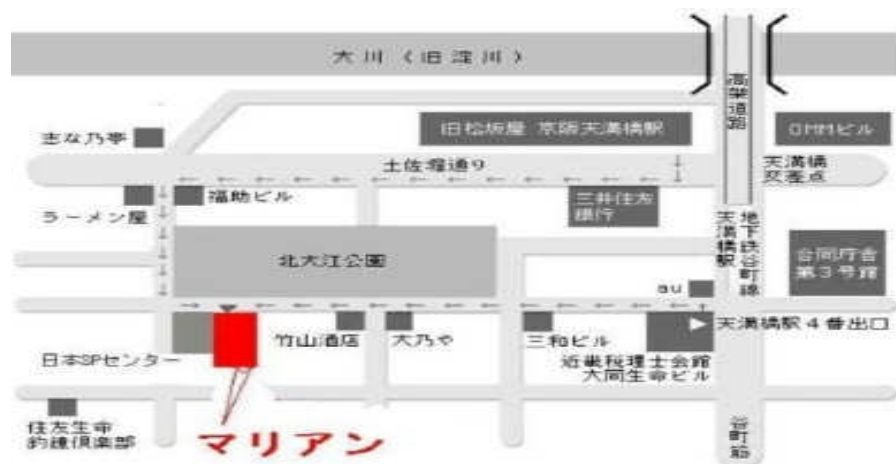 大川（旧淀川）
高架道路
旧松坂屋 京阪天満橋駅
OMMビル
志な乃亭
土佐堀通り
天満橋
交差点
ラーメン屋
福助ビル
三井住友
銀行
地下鉄谷町線
天満橋駅
合同庁舎
第3号館
北大江公園
au
天満橋駅4番出口
日本SPセンター
竹山酒店
大乃や
三和ビル
近畿税理士会館
大同生命ビル
住友生命
釣鐘倶楽部
マリアン
谷町筋